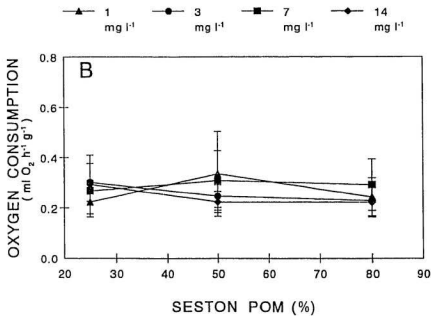 1 3 7 14
mg l⁻¹ mg l⁻¹ mg l⁻¹ mg l⁻¹
B
OXYGEN CONSUMPTION
(ml O₂ h⁻¹ g⁻¹)
0.8
0.6
0.4
0.2
0.0
20 30 40 50 60 70 80 90
SESTON POM (%)